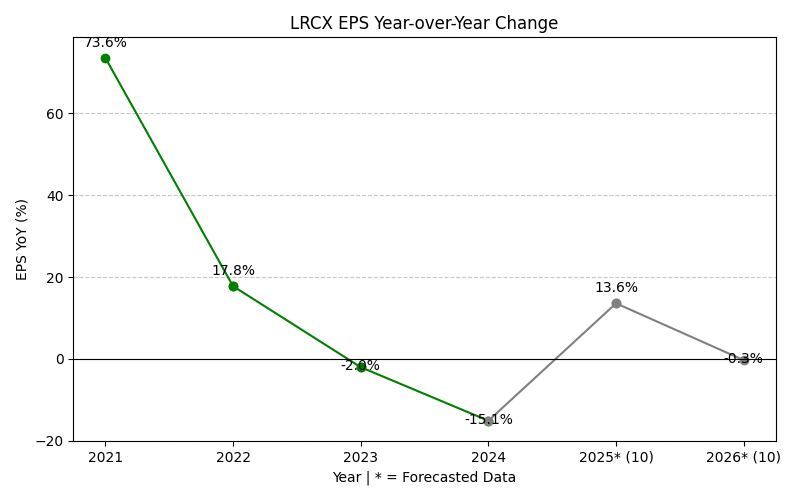 LRCX EPS Year-over-Year Change
73.6%
60
40
EPS YoY (%)
20
17.8%
13.6%
0
-2.0%
-0.3%
-15.1%
−20
2021 2022 2023 2024 2025* (10) 2026* (10)
Year | * = Forecasted Data